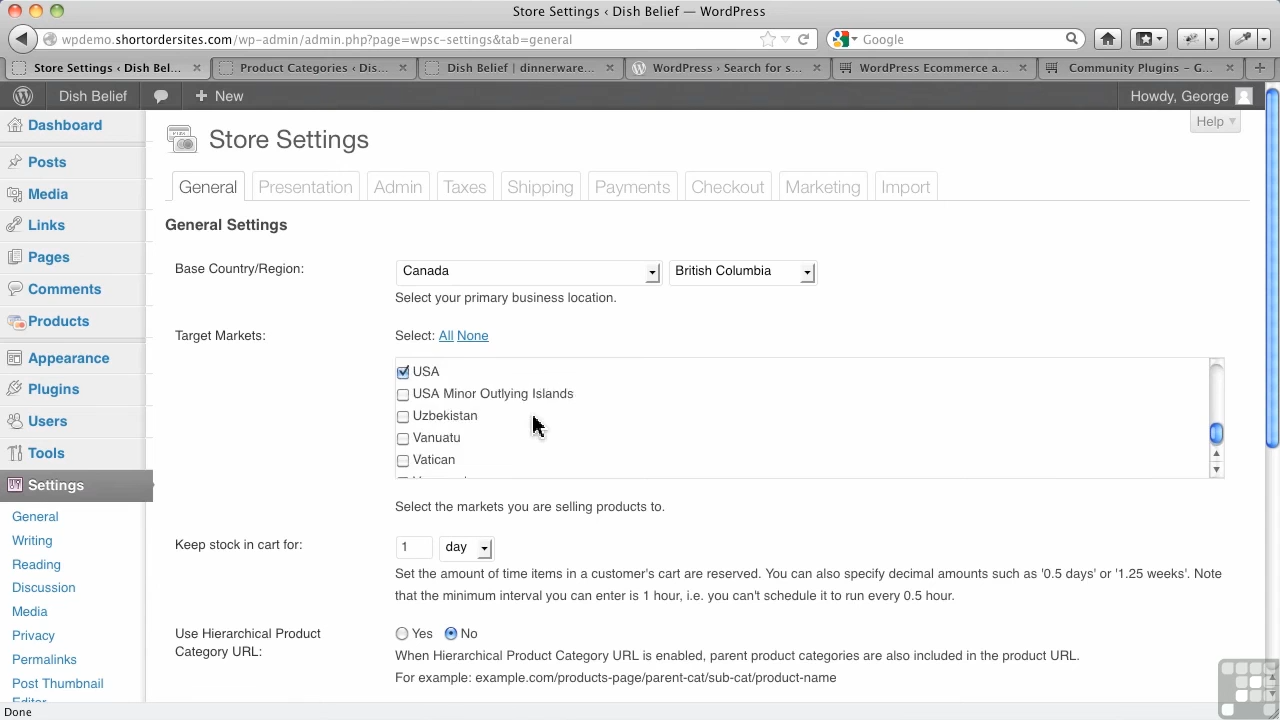 Store Settings ‹ Dish Belief — WordPress
wpdemo.shortordersites.com/wp-admin/admin.php?page=wpsc-settings&tab=general
Google
Store Settings ‹ Dish Bel...
Product Categories ‹ Dis...
Dish Belief | dinnerware...
WordPress › Search for s...
WordPress Ecommerce a...
Community Plugins – G...
Dish Belief
+ New
Howdy, George
Dashboard
Posts
Media
Links
Pages
Comments
Products
Appearance
Plugins
Users
Tools
Settings
General
Writing
Reading
Discussion
Media
Privacy
Permalinks
Post Thumbnail
Editor
Help
Store Settings
General
Presentation
Admin
Taxes
Shipping
Payments
Checkout
Marketing
Import
General Settings
Base Country/Region:
Canada
British Columbia
Select your primary business location.
Target Markets:
Select: All None
USA
USA Minor Outlying Islands
Uzbekistan
Vanuatu
Vatican
Select the markets you are selling products to.
Keep stock in cart for:
1
day
Set the amount of time items in a customer's cart are reserved. You can also specify decimal amounts such as '0.5 days' or '1.25 weeks'. Note
that the minimum interval you can enter is 1 hour, i.e. you can't schedule it to run every 0.5 hour.
Use Hierarchical Product
Category URL:
Yes
No
When Hierarchical Product Category URL is enabled, parent product categories are also included in the product URL.
For example: example.com/products-page/parent-cat/sub-cat/product-name
Done